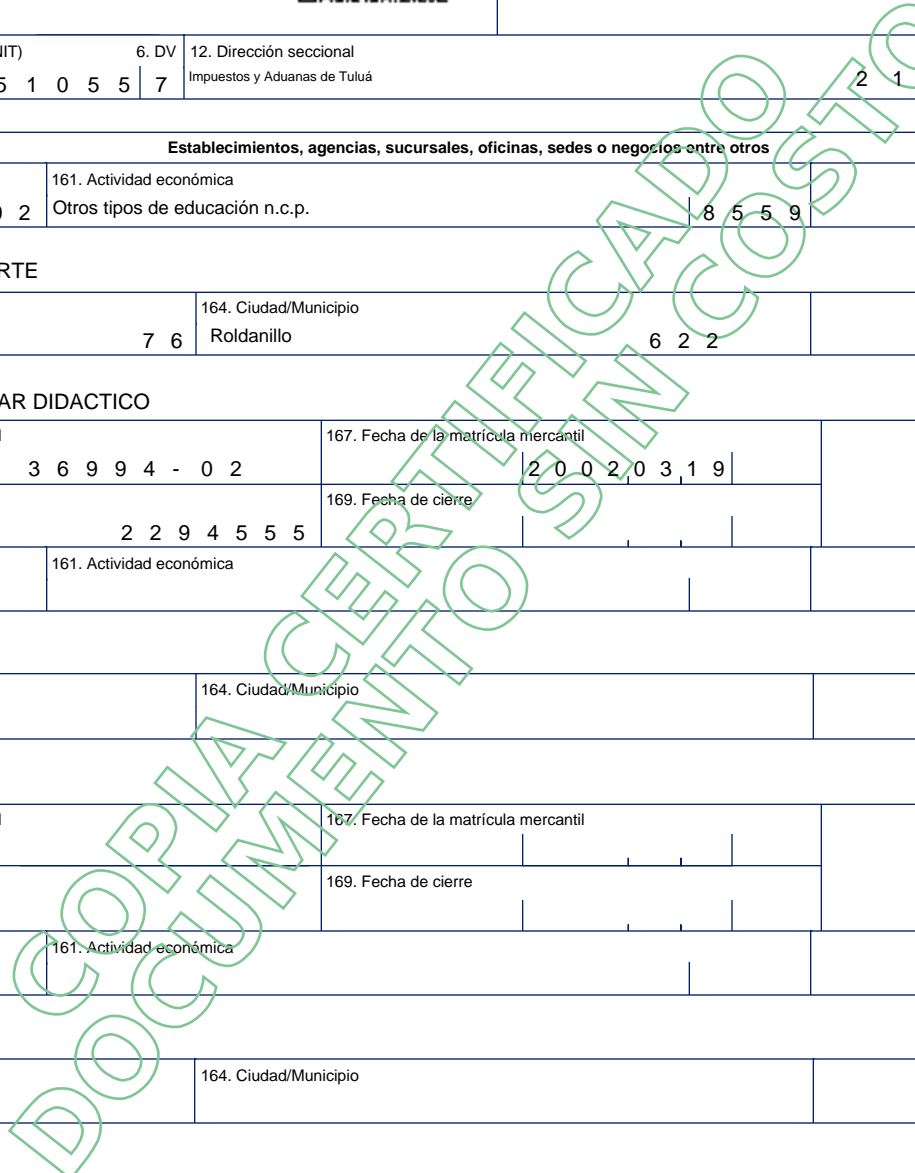 NIT) 6. DV 12. Dirección seccional
5 1 0 5 5 7 Impuestos y Aduanas de Tuluá 2 1
Establecimientos, agencias, sucursales, oficinas, sedes o negocios entre otros
161. Actividad económica
2 Otros tipos de educación n.c.p. 8 5 5 9
RTE
164. Ciudad/Municipio
7 6 Roldanillo 6 2 2
AR DIDACTICO
167. Fecha de la matrícula mercantil
3 6 9 9 4 - 0 2 2 0 0 2 0 3 1 9
169. Fecha de cierre
2 2 9 4 5 5 5
161. Actividad económica
164. Ciudad/Municipio
167. Fecha de la matrícula mercantil
169. Fecha de cierre
161. Actividad económica
164. Ciudad/Municipio
COPIA CERTIFICADO
DOCUMENTO SIN COSTO